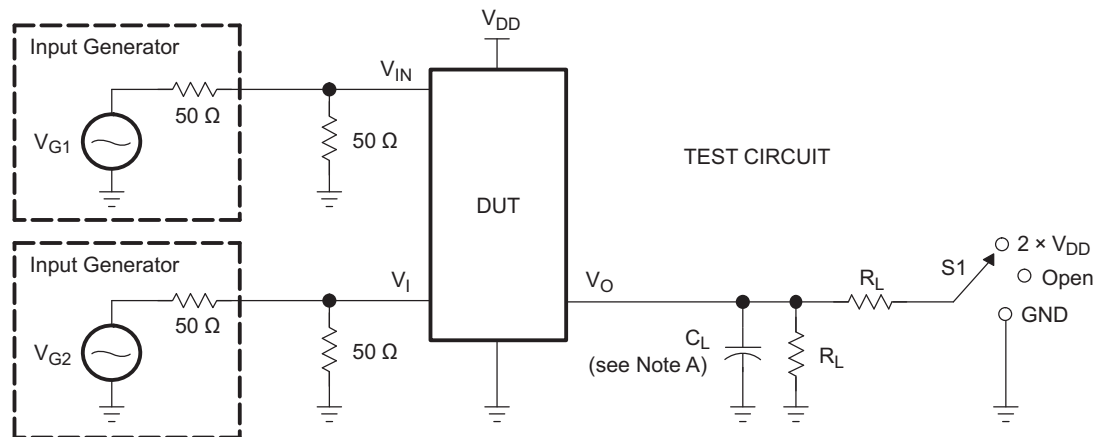 V_DD
Input Generator
V_IN
50 Ω
V_G1
50 Ω
TEST CIRCUIT
DUT
Input Generator
V_I
50 Ω
V_G2
50 Ω
V_O
R_L
S1
2 × V_DD
Open
GND
C_L
(see Note A)
R_L